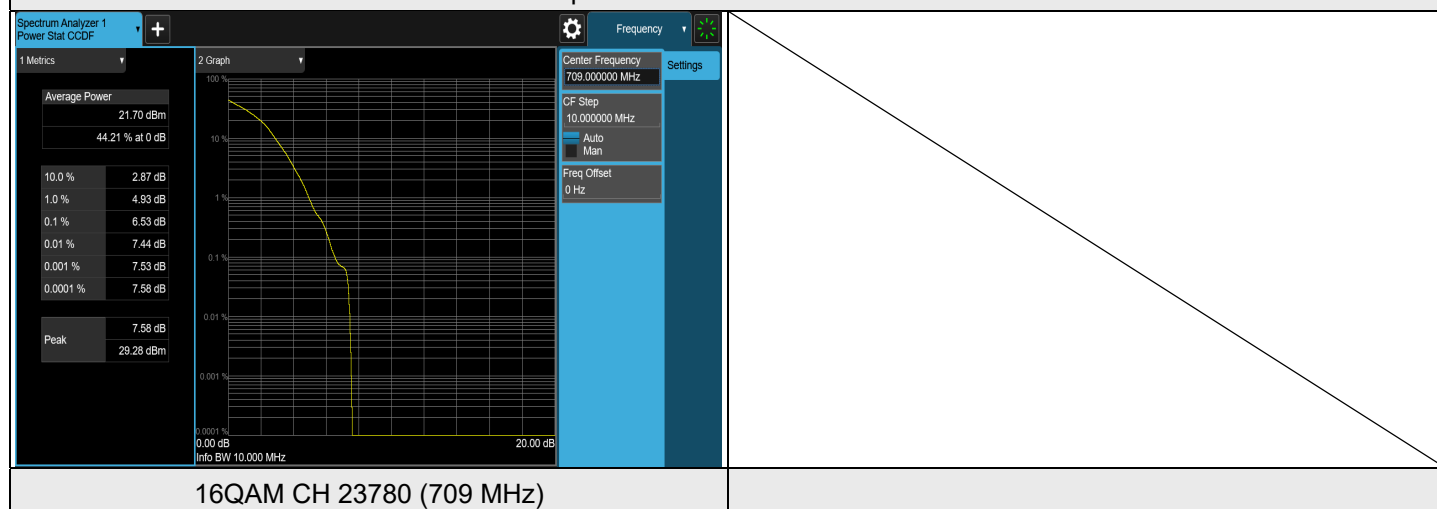 Spectrum Analyzer 1
Power Stat CCDF
Frequency
1 Metrics
2 Graph
Center Frequency
709.000000 MHz
Settings
CF Step
10.000000 MHz
Auto
Man
Freq Offset
0 Hz
Average Power
21.70 dBm
44.21 % at 0 dB
10.0 % 2.87 dB
1.0 % 4.93 dB
0.1 % 6.53 dB
0.01 % 7.44 dB
0.001 % 7.53 dB
0.0001 % 7.58 dB
Peak
7.58 dB
29.28 dBm
100 %
10 %
1 %
0.1 %
0.01 %
0.001 %
0.0001 %
0.00 dB 20.00 dB
Info BW 10.000 MHz
16QAM CH 23780 (709 MHz)